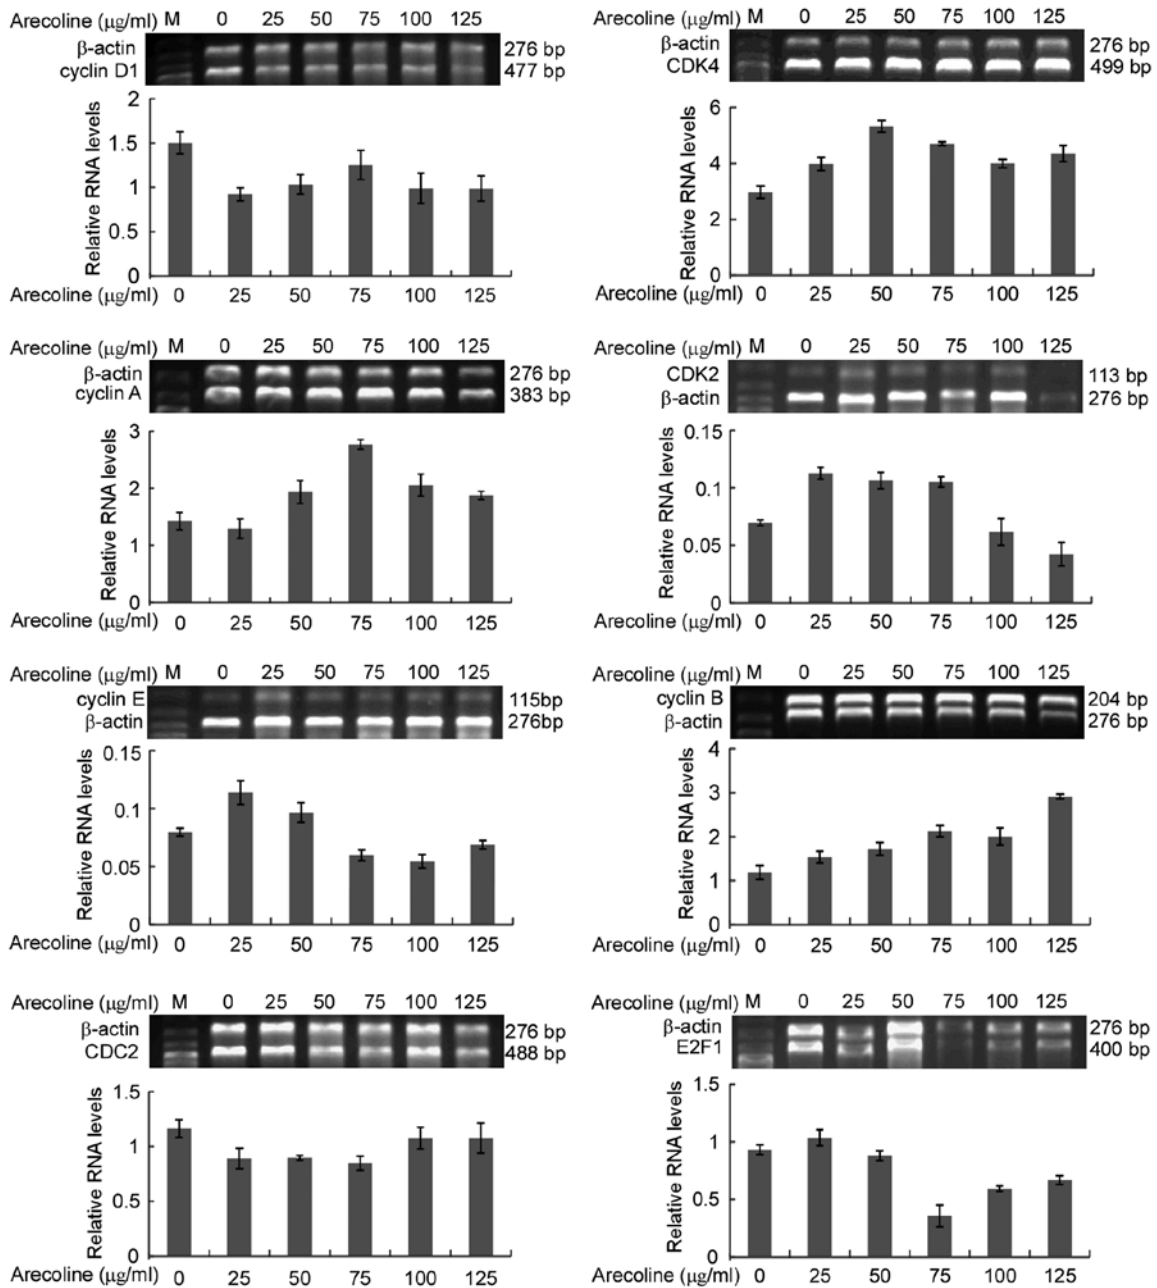 Arecoline (μg/ml) M 0 25 50 75 100 125
β-actin 276 bp
cyclin D1 477 bp
Relative RNA levels
2
1.5
1
0.5
0
Arecoline (μg/ml) 0 25 50 75 100 125
Arecoline (μg/ml) M 0 25 50 75 100 125
β-actin 276 bp
CDK4 499 bp
Relative RNA levels
6
4
2
0
Arecoline (μg/ml) 0 25 50 75 100 125
Arecoline (μg/ml) M 0 25 50 75 100 125
β-actin 276 bp
cyclin A 383 bp
Relative RNA levels
3
2
1
0
Arecoline (μg/ml) 0 25 50 75 100 125
Arecoline (μg/ml) M 0 25 50 75 100 125
CDK2 113 bp
β-actin 276 bp
Relative RNA levels
0.15
0.1
0.05
0
Arecoline (μg/ml) 0 25 50 75 100 125
Arecoline (μg/ml) M 0 25 50 75 100 125
cyclin E 115bp
β-actin 276bp
Relative RNA levels
0.15
0.1
0.05
0
Arecoline (μg/ml) 0 25 50 75 100 125
Arecoline (μg/ml) M 0 25 50 75 100 125
cyclin B 204 bp
β-actin 276 bp
Relative RNA levels
4
3
2
1
0
Arecoline (μg/ml) 0 25 50 75 100 125
Arecoline (μg/ml) M 0 25 50 75 100 125
β-actin 276 bp
CDC2 488 bp
Relative RNA levels
1.5
1
0.5
0
Arecoline (μg/ml) 0 25 50 75 100 125
Arecoline (μg/ml) M 0 25 50 75 100 125
β-actin 276 bp
E2F1 400 bp
Relative RNA levels
1.5
1
0.5
0
Arecoline (μg/ml) 0 25 50 75 100 125